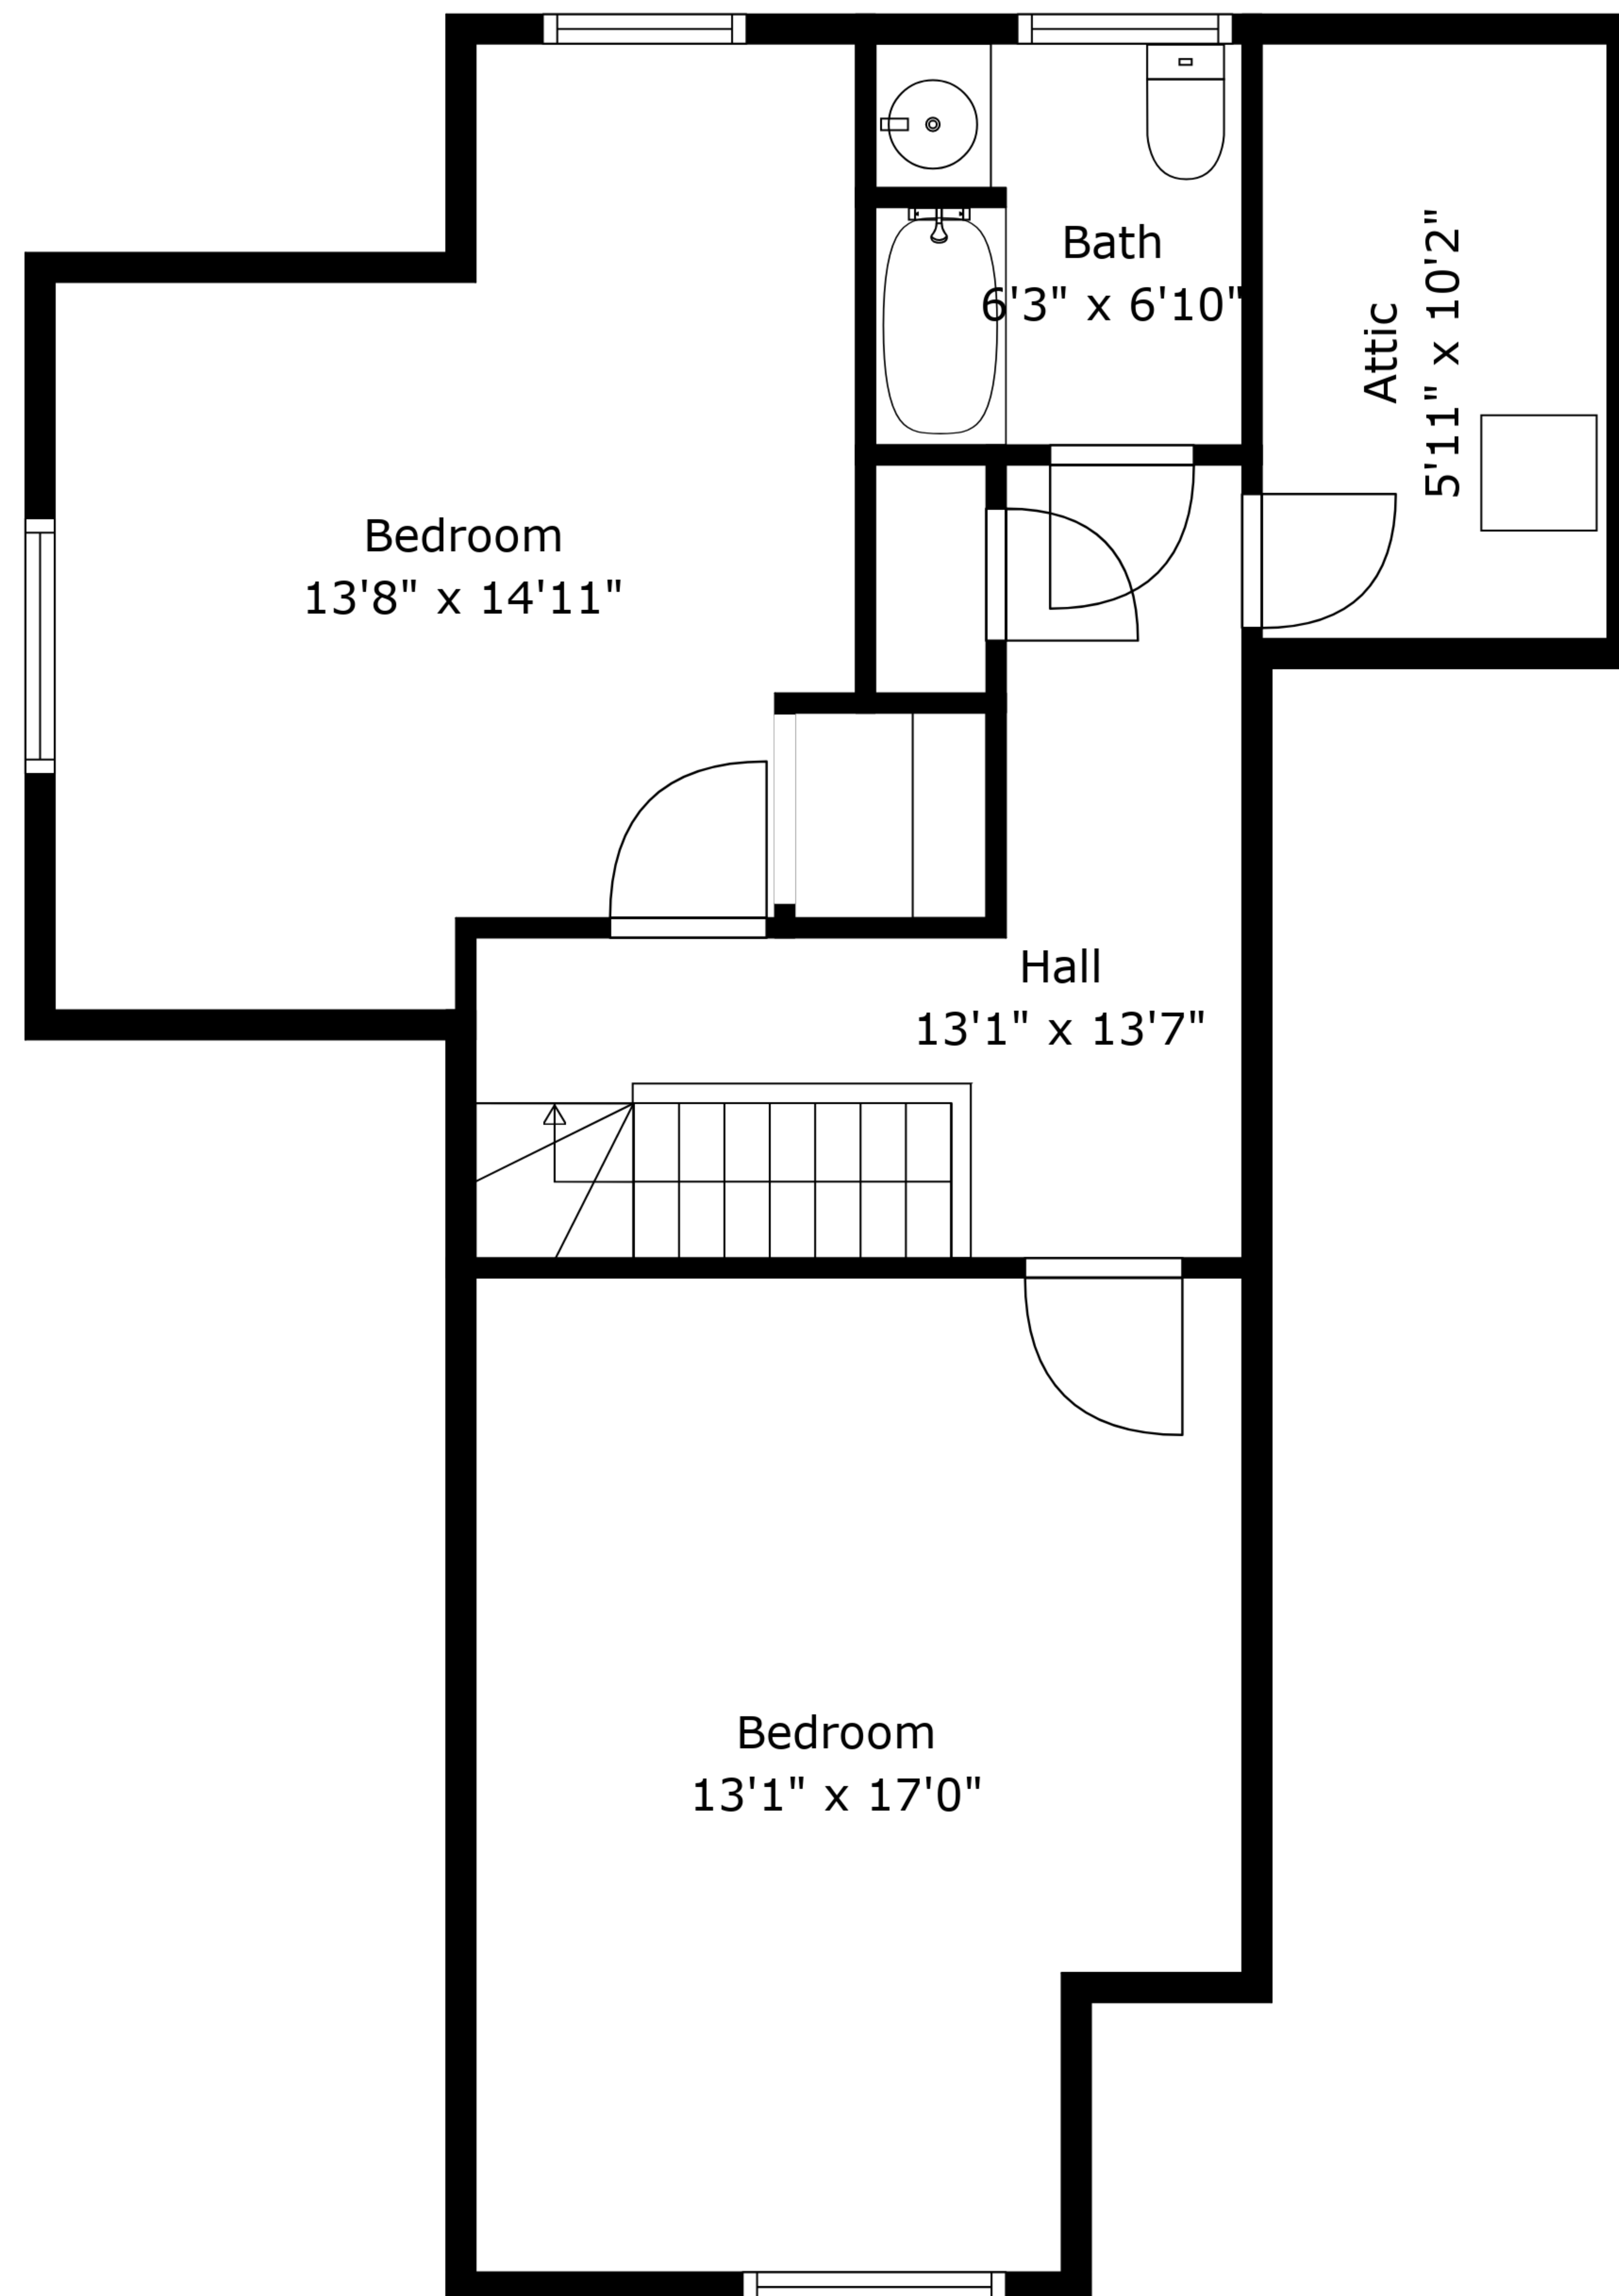 Bath
6'3" x 6'10"
Attic
5'11" x 10'2"
Bedroom
13'8" x 14'11"
Hall
13'1" x 13'7"
Bedroom
13'1" x 17'0"